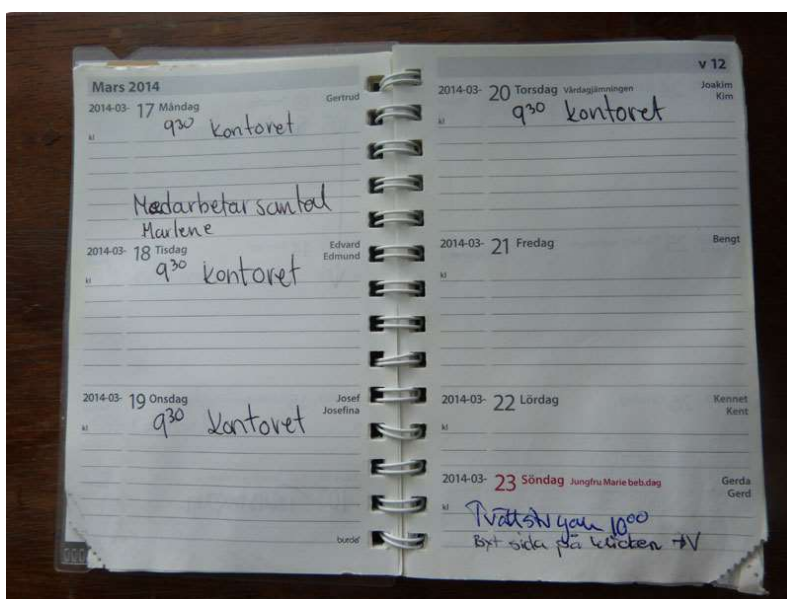 Mars 2014
2014-03- 17 Måndag Gertrud
kl 9³⁰ kontoret
Medarbetarsamtal
Marlene
2014-03- 18 Tisdag Edvard
Edmund
kl 9³⁰ kontoret
2014-03- 19 Onsdag Josef
Josefina
kl 9³⁰ kontoret
burde
v 12
2014-03- 20 Torsdag Vårdagjämningen Joakim
Kim
kl 9³⁰ kontoret
2014-03- 21 Fredag Bengt
kl
2014-03- 22 Lördag Kennet
Kent
kl
2014-03- 23 Söndag Jungfru Marie beb.dag Gerda
Gerd
kl Tvättstugan 10⁰⁰
Byt sida på klicken →V